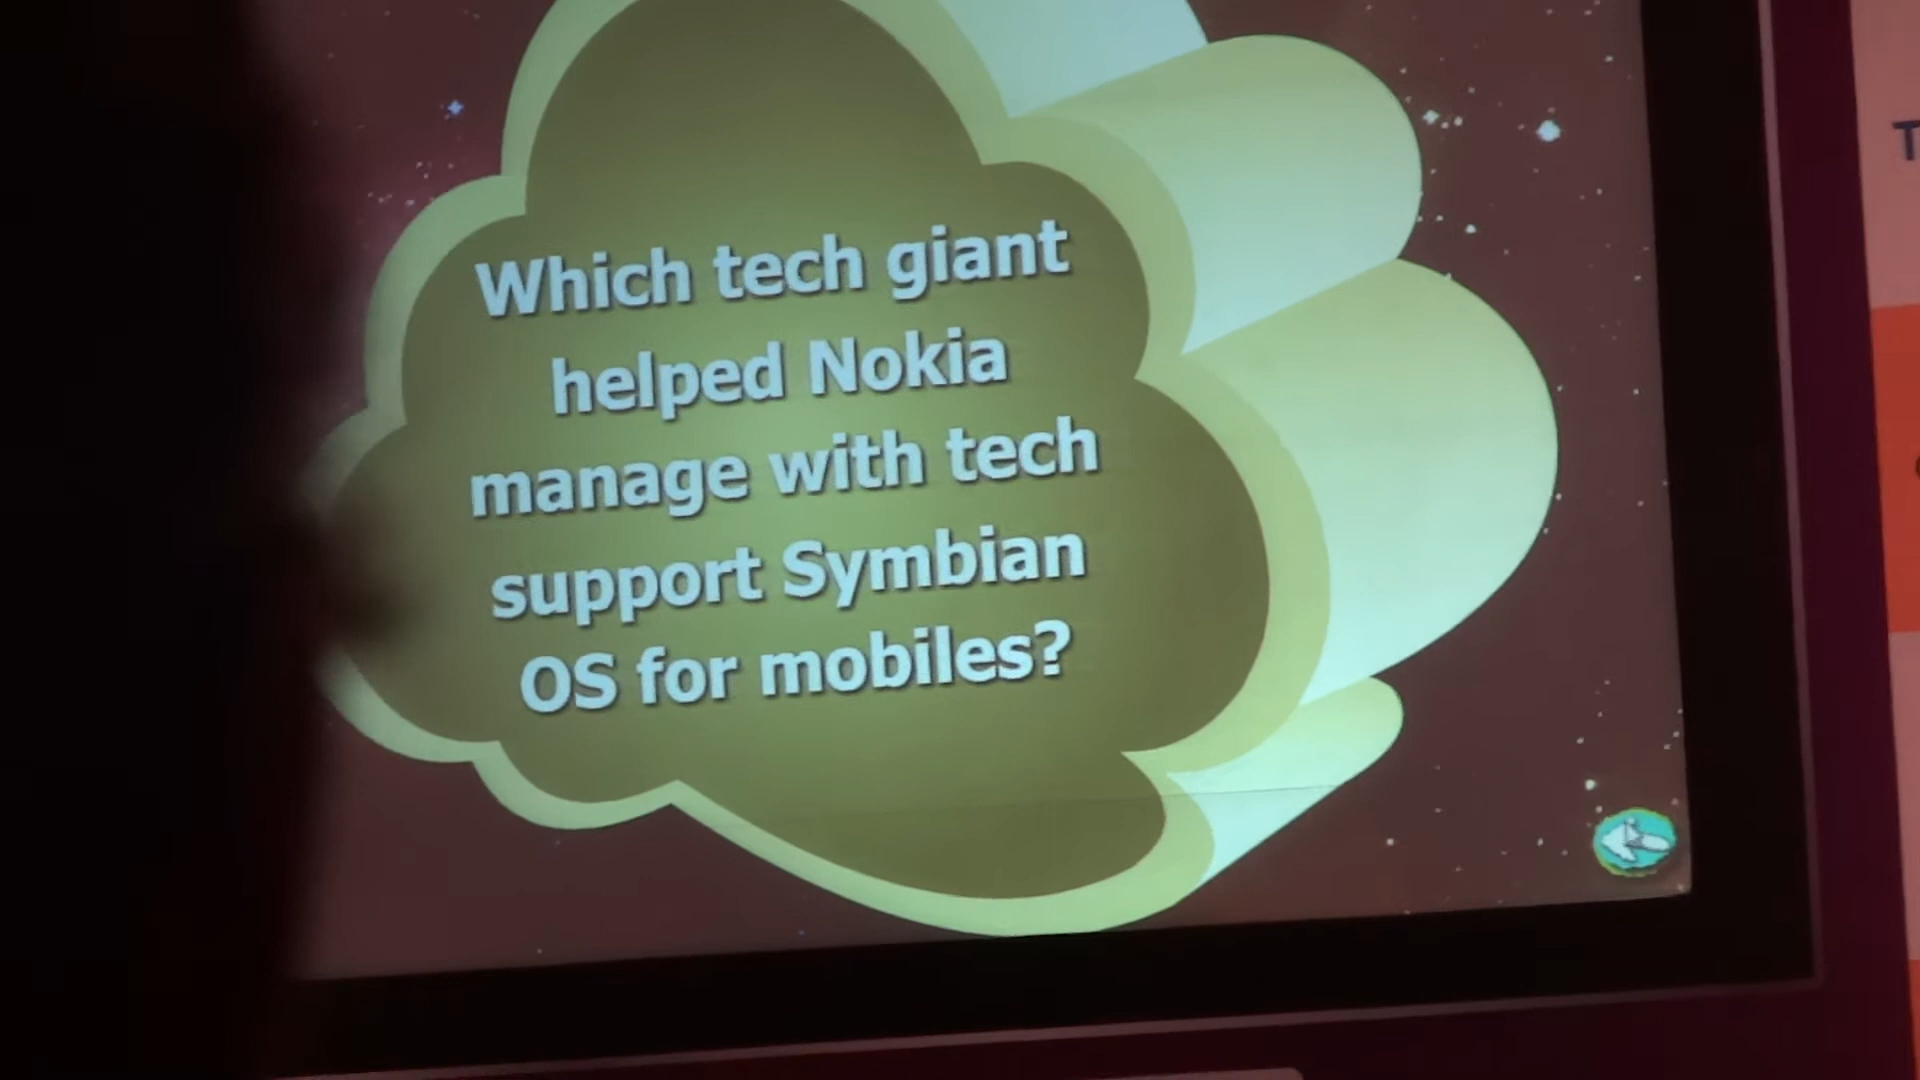 Which tech giant
helped Nokia
manage with tech
support Symbian
OS for mobiles?
T